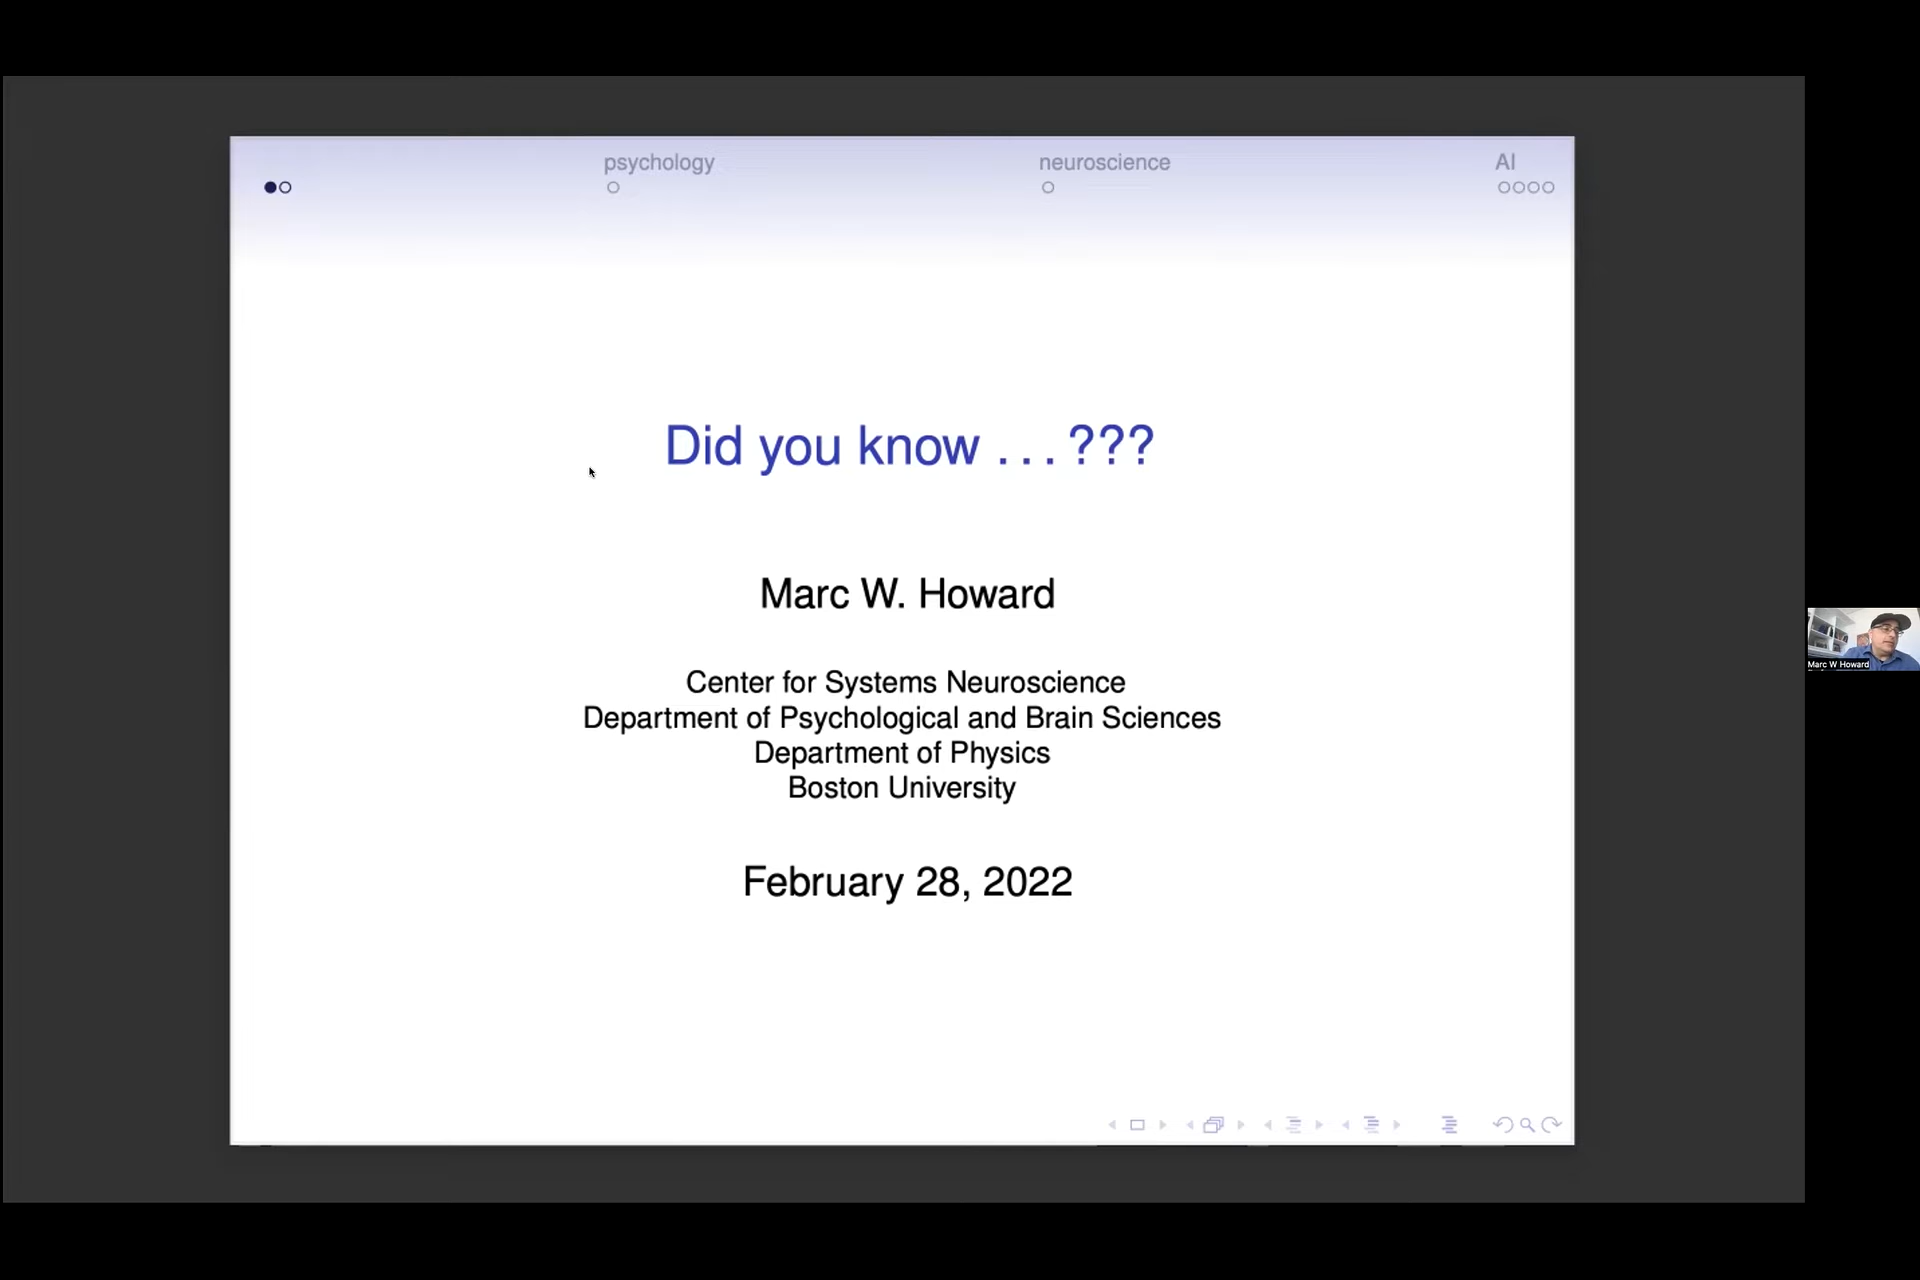 psychology
neuroscience
AI
Did you know . . . ???
Marc W. Howard
Center for Systems Neuroscience
Department of Psychological and Brain Sciences
Department of Physics
Boston University
February 28, 2022
Marc W Howard